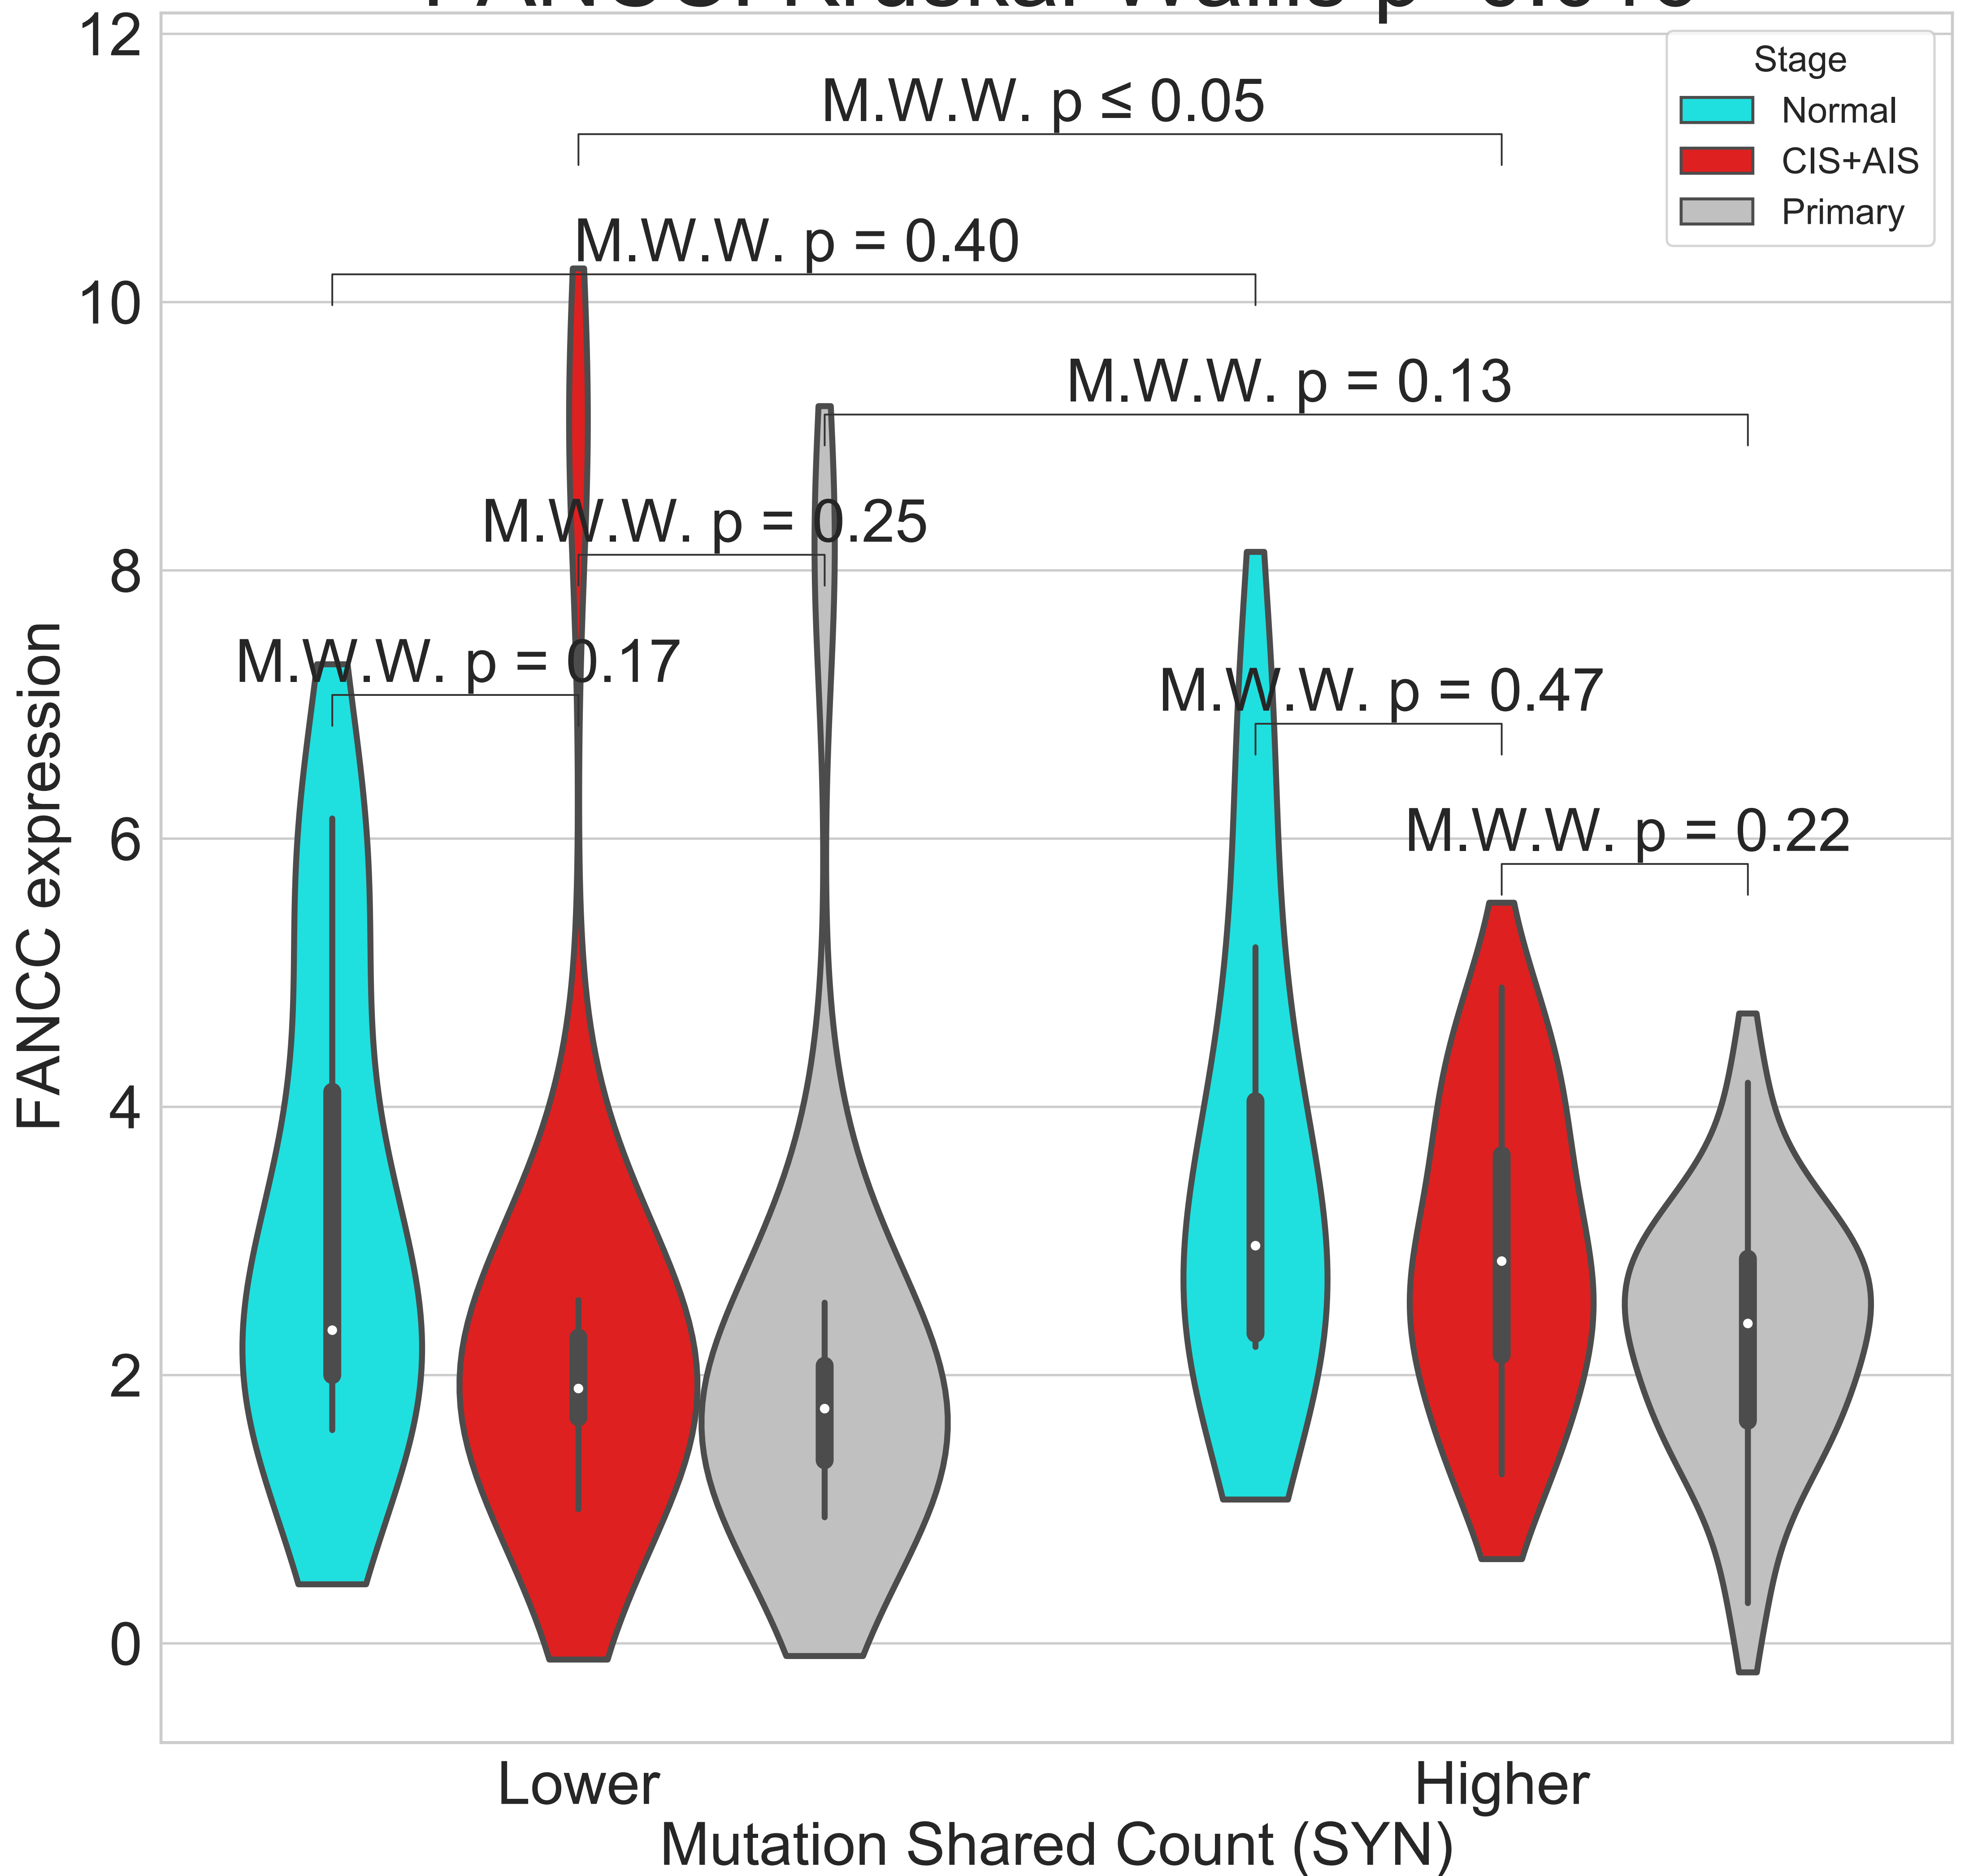 12
Stage
Normal
CIS+AIS
Primary
M.W.W. p ≤ 0.05
M.W.W. p = 0.40
10
M.W.W. p = 0.13
M.W.W. p = 0.25
8
M.W.W. p = 0.17
M.W.W. p = 0.47
6
M.W.W. p = 0.22
FANCC expression
4
2
0
Lower
Higher
Mutation Shared Count (SYN)